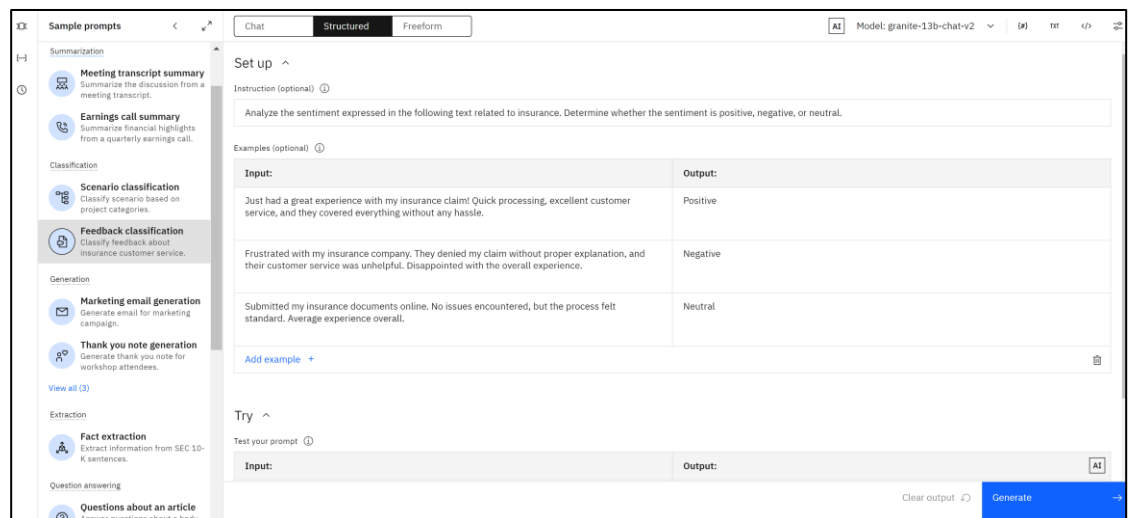 Sample prompts
Summarization
Meeting transcript summary
Summarize the discussion from a
meeting transcript.
Earnings call summary
Summarize financial highlights
from a quarterly earnings call.
Classification
Scenario classification
Classify scenario based on
project categories.
Feedback classification
Classify feedback about
insurance customer service.
Generation
Marketing email generation
Generate email for marketing
campaign.
Thank you note generation
Generate thank you note for
workshop attendees.
View all (3)
Extraction
Fact extraction
Extract information from SEC 10-
K sentences.
Question answering
Questions about an article
Chat
Structured
Freeform
AI
Model: granite-13b-chat-v2
{#}
TXT
</>
Set up
Instruction (optional)
Analyze the sentiment expressed in the following text related to insurance. Determine whether the sentiment is positive, negative, or neutral.
Examples (optional)
Input:
Output:
Just had a great experience with my insurance claim! Quick processing, excellent customer
service, and they covered everything without any hassle.
Positive
Frustrated with my insurance company. They denied my claim without proper explanation, and
their customer service was unhelpful. Disappointed with the overall experience.
Negative
Submitted my insurance documents online. No issues encountered, but the process felt
standard. Average experience overall.
Neutral
Add example +
Try
Test your prompt
Input:
Output:
AI
Clear output
Generate